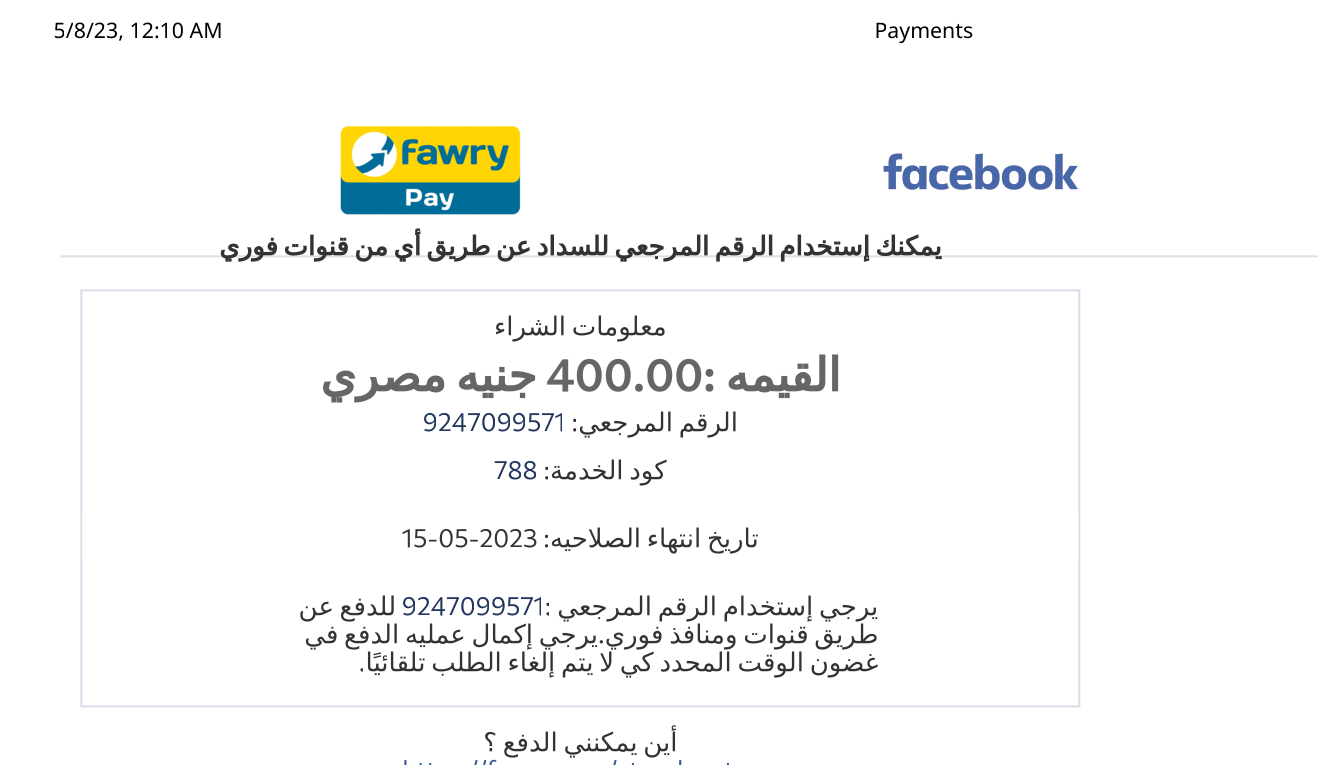 5/8/23, 12:10 AM
Payments
fawry
Pay
facebook
يمكنك إستخدام الرقم المرجعي للسداد عن طريق أي من قنوات فوري
معلومات الشراء
القيمه :400.00 جنيه مصري
الرقم المرجعي: 9247099571
كود الخدمة: 788
تاريخ انتهاء الصلاحيه: 2023-05-15
يرجي إستخدام الرقم المرجعي :9247099571 للدفع عن
طريق قنوات ومنافذ فوري.يرجي إكمال عمليه الدفع في
غضون الوقت المحدد كي لا يتم إلغاء الطلب تلقائيًا.
أين يمكنني الدفع ؟